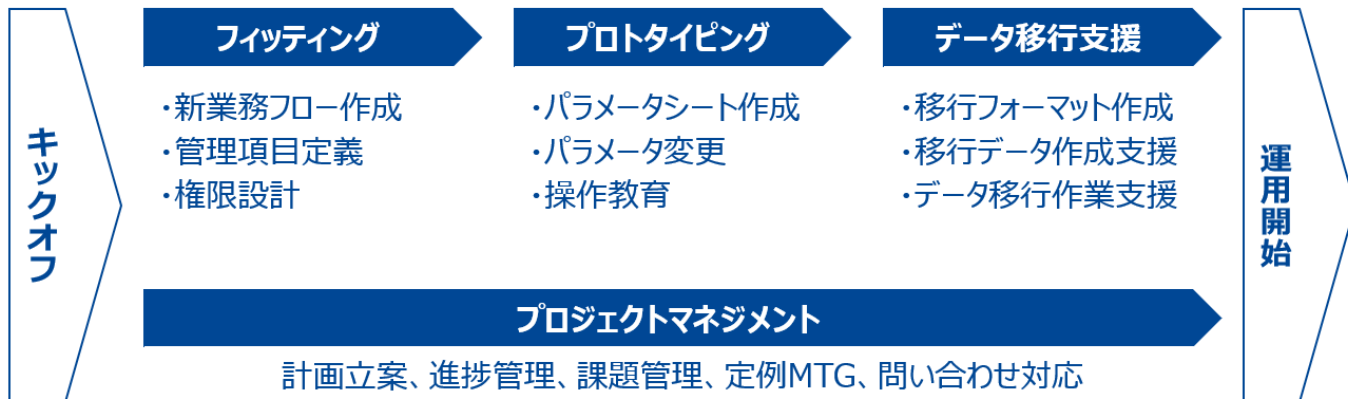 キックオフ
フィッティング
・新業務フロー作成
・管理項目定義
・権限設計
プロトタイピング
・パラメータシート作成
・パラメータ変更
・操作教育
データ移行支援
・移行フォーマット作成
・移行データ作成支援
・データ移行作業支援
プロジェクトマネジメント
計画立案、進捗管理、課題管理、定例MTG、問い合わせ対応
運用開始